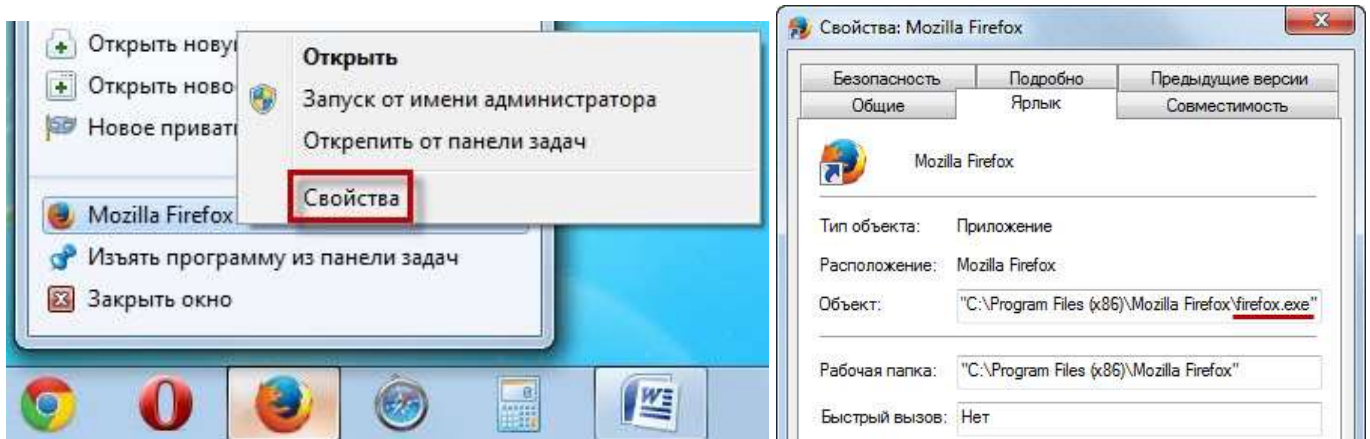 Открыть нову
Открыть ново
Новое приват
Mozilla Firefox
Изъять программу из панели задач
Закрыть окно
Открыть
Запуск от имени администратора
Открепить от панели задач
Свойства
Свойства: Mozilla Firefox
Безопасность Подробно Предыдущие версии
Общие Ярлык Совместимость
Mozilla Firefox
Тип объекта: Приложение
Расположение: Mozilla Firefox
Объект: "C:\Program Files (x86)\Mozilla Firefox\firefox.exe"
Рабочая папка: "C:\Program Files (x86)\Mozilla Firefox"
Быстрый вызов: Нет